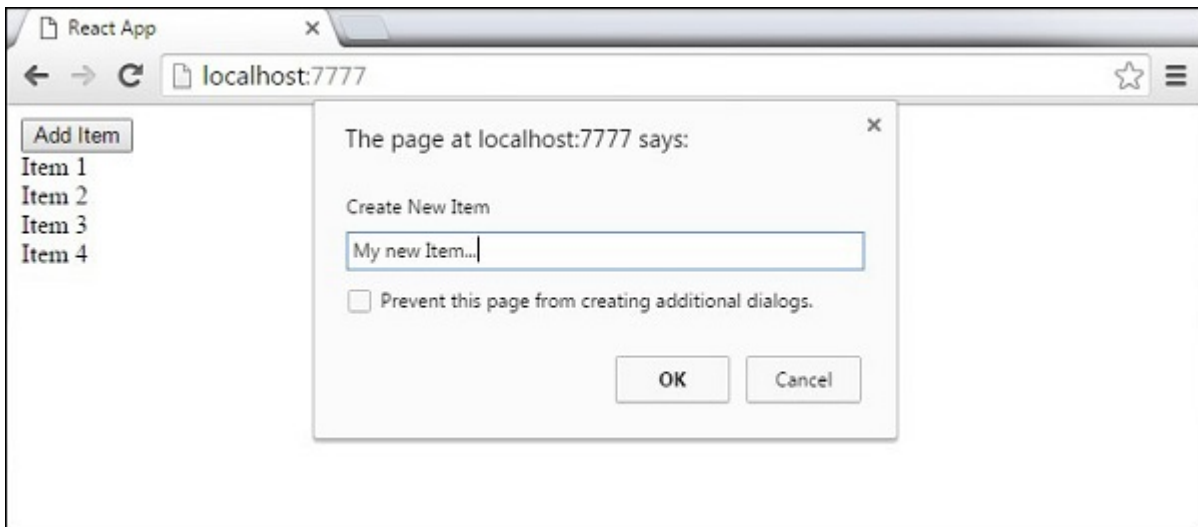 React App
localhost:7777
Add Item
Item 1
Item 2
Item 3
Item 4
The page at localhost:7777 says:
Create New Item
My new Item...
Prevent this page from creating additional dialogs.
OK
Cancel